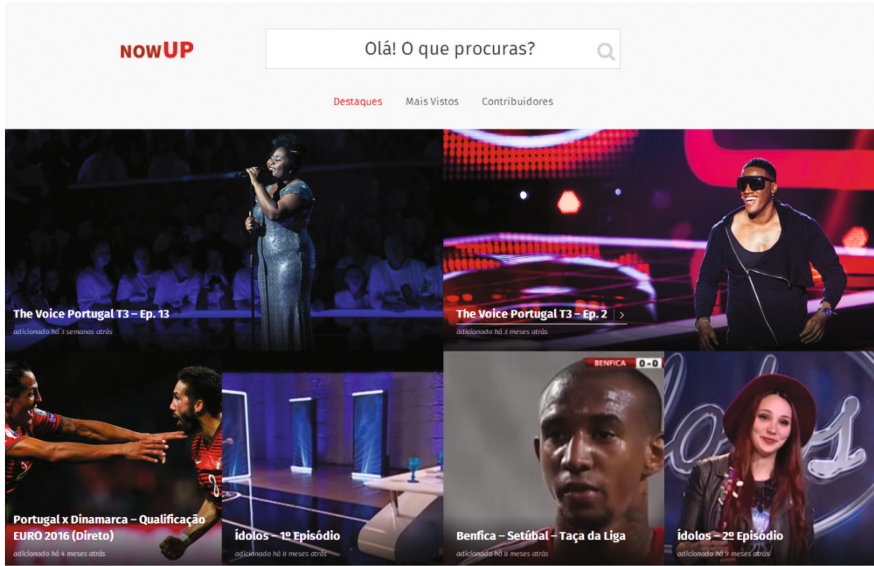 NOWUP
Olá! O que procuras?
Destaques Mais Vistos Contribuidores
The Voice Portugal T3 – Ep. 13
adicionado há 3 semanas atrás
The Voice Portugal T3 – Ep. 2
adicionado há 3 meses atrás
BENFICA 0-0
Portugal x Dinamarca – Qualificação
EURO 2016 (Direto)
adicionado há 4 meses atrás
Ídolos – 1º Episódio
adicionado há 8 meses atrás
Benfica – Setúbal – Taça da Liga
adicionado há 8 meses atrás
Ídolos – 2º Episódio
adicionado há 9 meses atrás